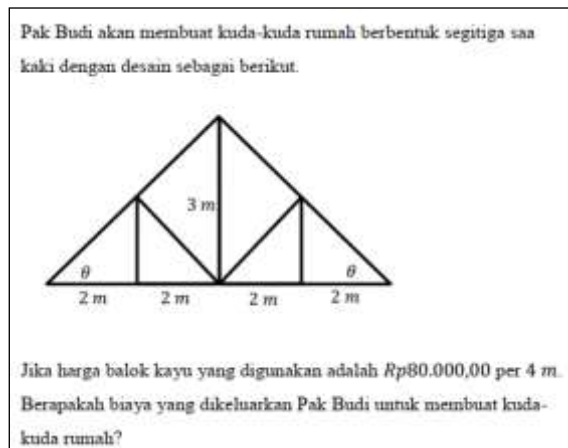 Pak Budi akan membuat kuda-kuda rumah berbentuk segitiga saa
kaki dengan desain sebagai berikut.
3 m
θ
θ
2 m
2 m
2 m
2 m
Jika harga balok kayu yang digunakan adalah Rp80.000,00 per 4 m.
Berapakah biaya yang dikeluarkan Pak Budi untuk membuat kuda-
kuda rumah?